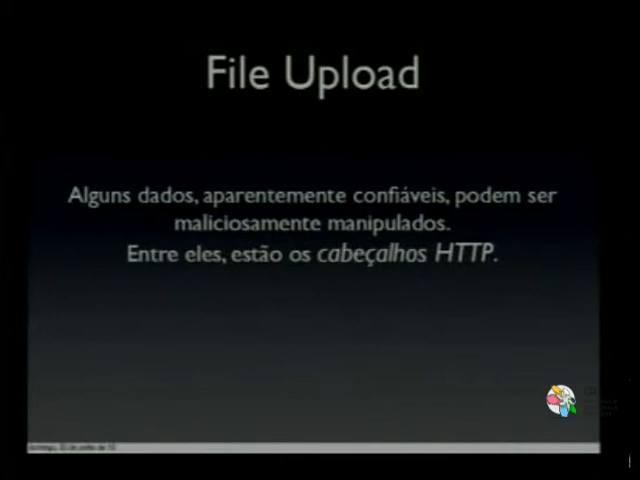 File Upload
Alguns dados, aparentemente confiáveis, podem ser
maliciosamente manipulados.
Entre eles, estão os cabeçalhos HTTP.